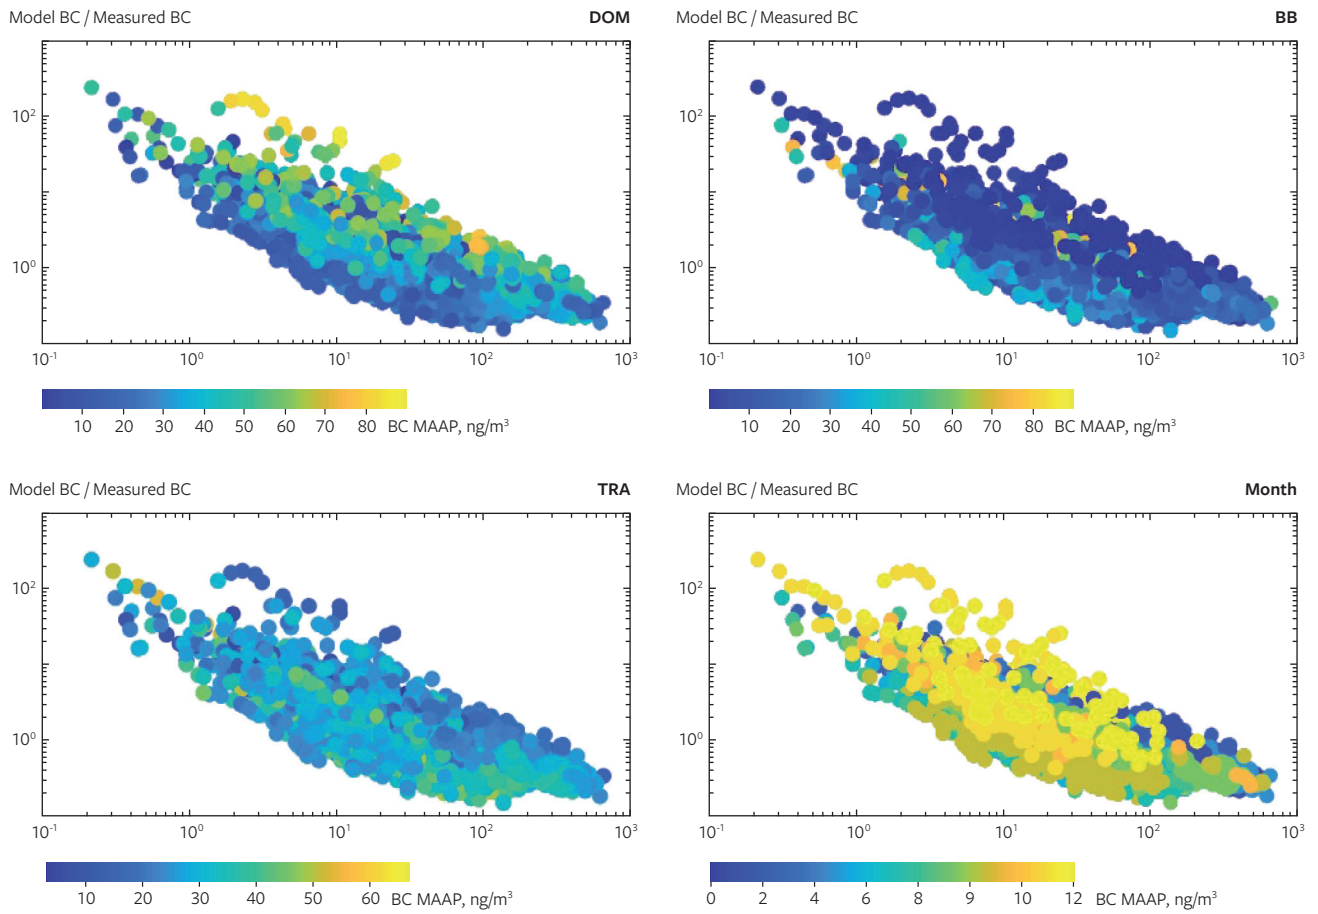 Model BC / Measured BC DOM
10²
10⁰
10⁻¹ 10⁰ 10¹ 10² 10³
10 20 30 40 50 60 70 80 BC MAAP, ng/m³
Model BC / Measured BC BB
10²
10⁰
10⁻¹ 10⁰ 10¹ 10² 10³
10 20 30 40 50 60 70 80 BC MAAP, ng/m³
Model BC / Measured BC TRA
10²
10⁰
10⁻¹ 10⁰ 10¹ 10² 10³
10 20 30 40 50 60 BC MAAP, ng/m³
Model BC / Measured BC Month
10²
10⁰
10⁻¹ 10⁰ 10¹ 10² 10³
0 2 4 6 8 9 10 12 BC MAAP, ng/m³